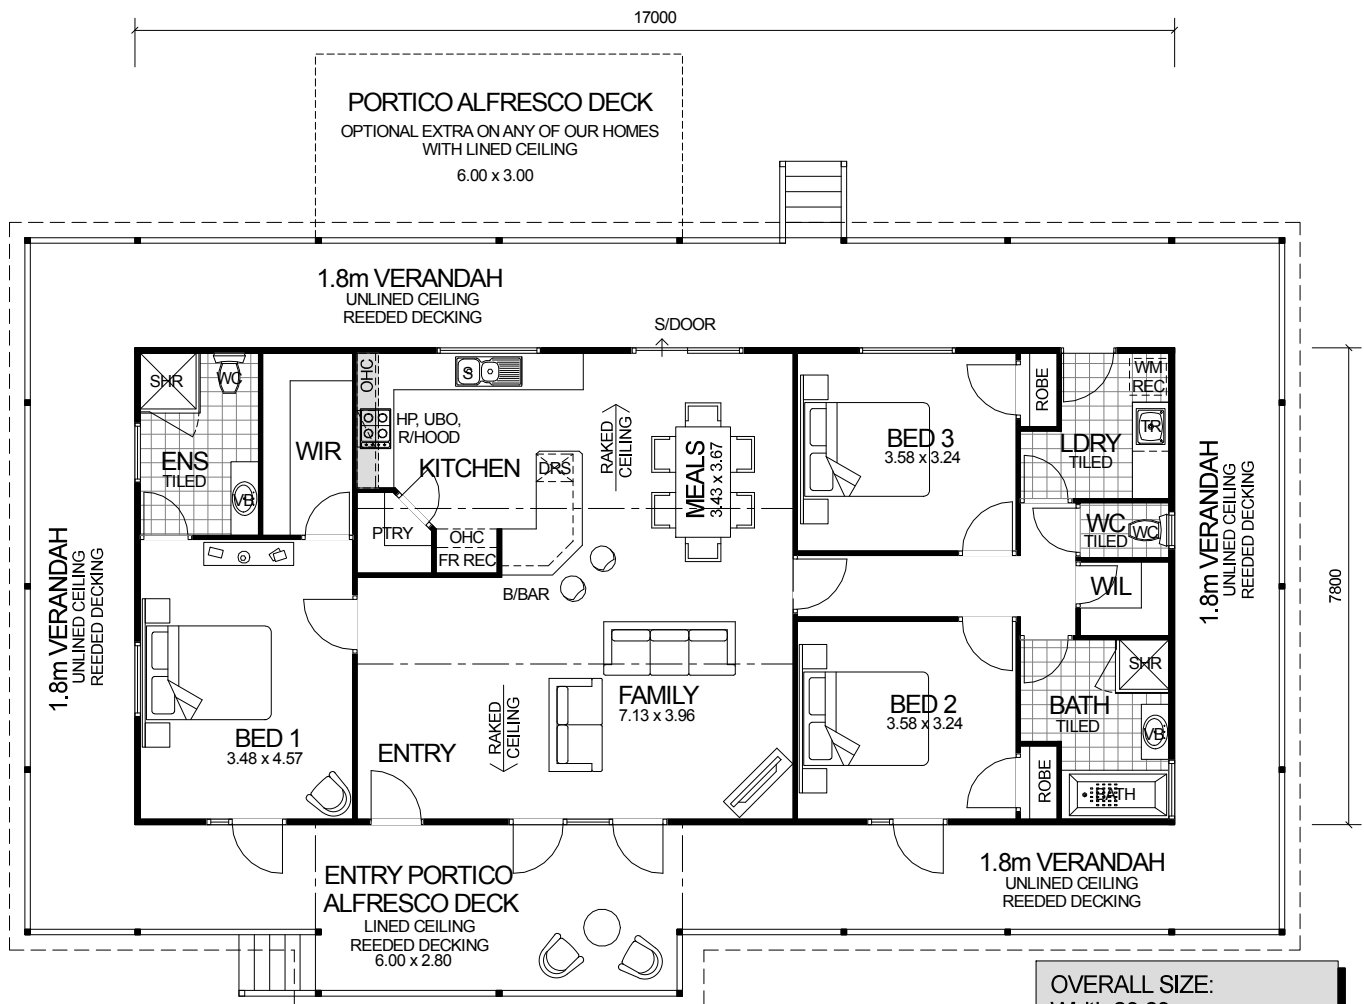 17000
PORTICO ALFRESCO DECK
OPTIONAL EXTRA ON ANY OF OUR HOMES
WITH LINED CEILING
6.00 x 3.00
1.8m VERANDAH
UNLINED CEILING
REEDED DECKING
S/DOOR
SHR
WC
ENS
TILED
VB
WIR
OHC
HP, UBO,
R/HOOD
S
KITCHEN
DRS
PTRY
OHC
FR REC
B/BAR
RAKED
CEILING
MEALS
3.43 x 3.67
BED 3
3.58 x 3.24
ROBE
WM
REC
TR
LDRY
TILED
WC
TILED
WC
WIL
1.8m VERANDAH
UNLINED CEILING
REEDED DECKING
7800
1.8m VERANDAH
UNLINED CEILING
REEDED DECKING
BED 1
3.48 x 4.57
ENTRY
RAKED
CEILING
FAMILY
7.13 x 3.96
BED 2
3.58 x 3.24
ROBE
SHR
BATH
TILED
VB
BATH
ENTRY PORTICO
ALFRESCO DECK
LINED CEILING
REEDED DECKING
6.00 x 2.80
1.8m VERANDAH
UNLINED CEILING
REEDED DECKING
OVERALL SIZE: